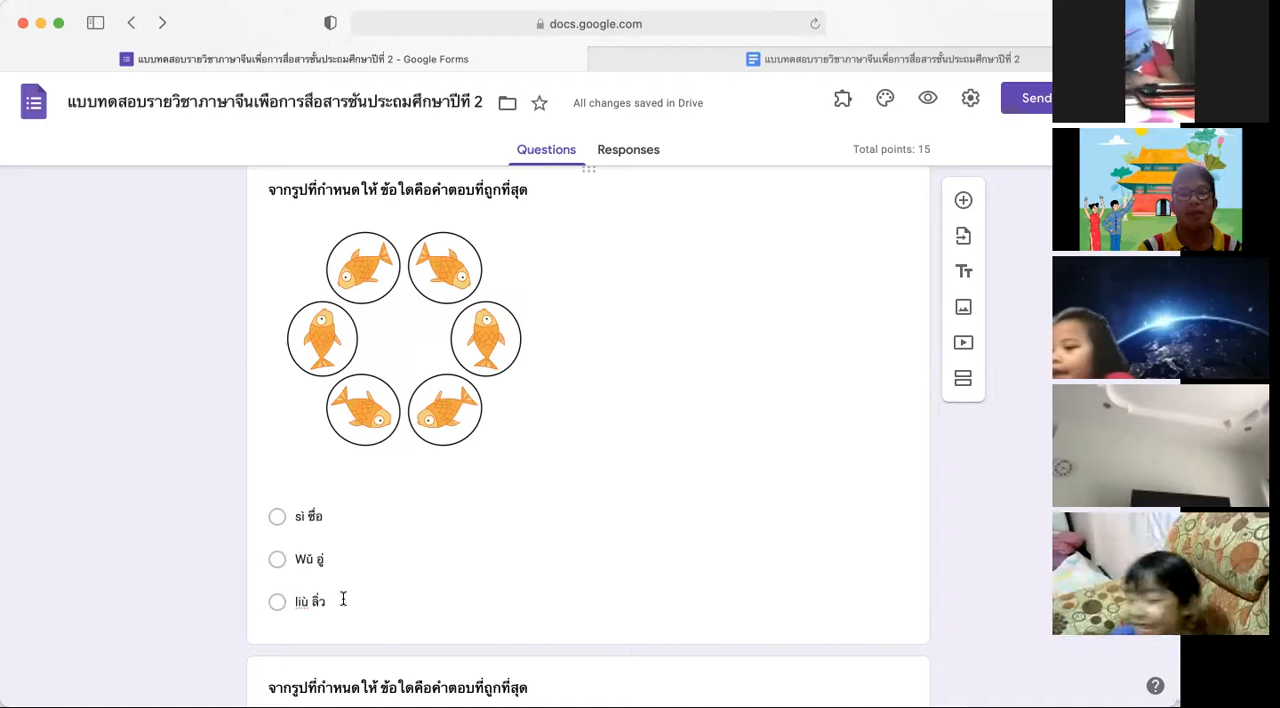 docs.google.com
แบบทดสอบรายวิชาภาษาจีนเพื่อการสื่อสารชั้นประถมศึกษาปีที่ 2 - Google Forms
แบบทดสอบรายวิชาภาษาจีนเพื่อการสื่อสารชั้นประถมศึกษาปีที่ 2
แบบทดสอบรายวิชาภาษาจีนเพื่อการสื่อสารชั้นประถมศึกษาปีที่ 2
All changes saved in Drive
Send
Questions
Responses
Total points: 15
จากรูปที่กำหนดให้ ข้อใดคือคำตอบที่ถูกที่สุด
sì ซื่อ
Wǔ อู่
liù ลิ่ว
จากรูปที่กำหนดให้ ข้อใดคือคำตอบที่ถูกที่สุด